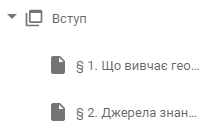 Вступ
§ 1. Що вивчає гео...
§ 2. Джерела знан...